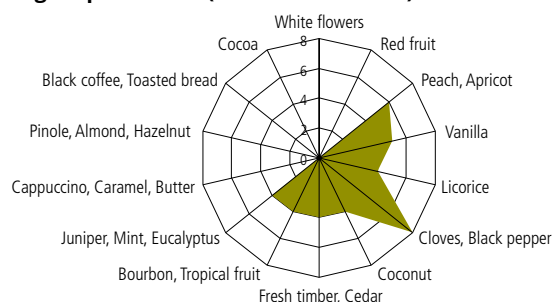 White flowers
Cocoa
Red fruit
Black coffee, Toasted bread
Peach, Apricot
Pinole, Almond, Hazelnut
Vanilla
Cappuccino, Caramel, Butter
Licorice
Juniper, Mint, Eucalyptus
Cloves, Black pepper
Bourbon, Tropical fruit
Coconut
Fresh timber, Cedar
8
6
4
2
0